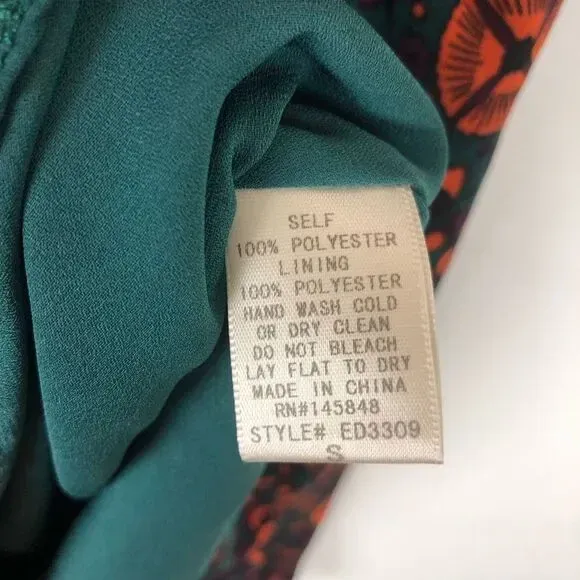 SELF
100% POLYESTER
LINING
100% POLYESTER
HAND WASH COLD
OR DRY CLEAN
DO NOT BLEACH
LAY FLAT TO DRY
MADE IN CHINA
RN#145848
STYLE# ED3309
S